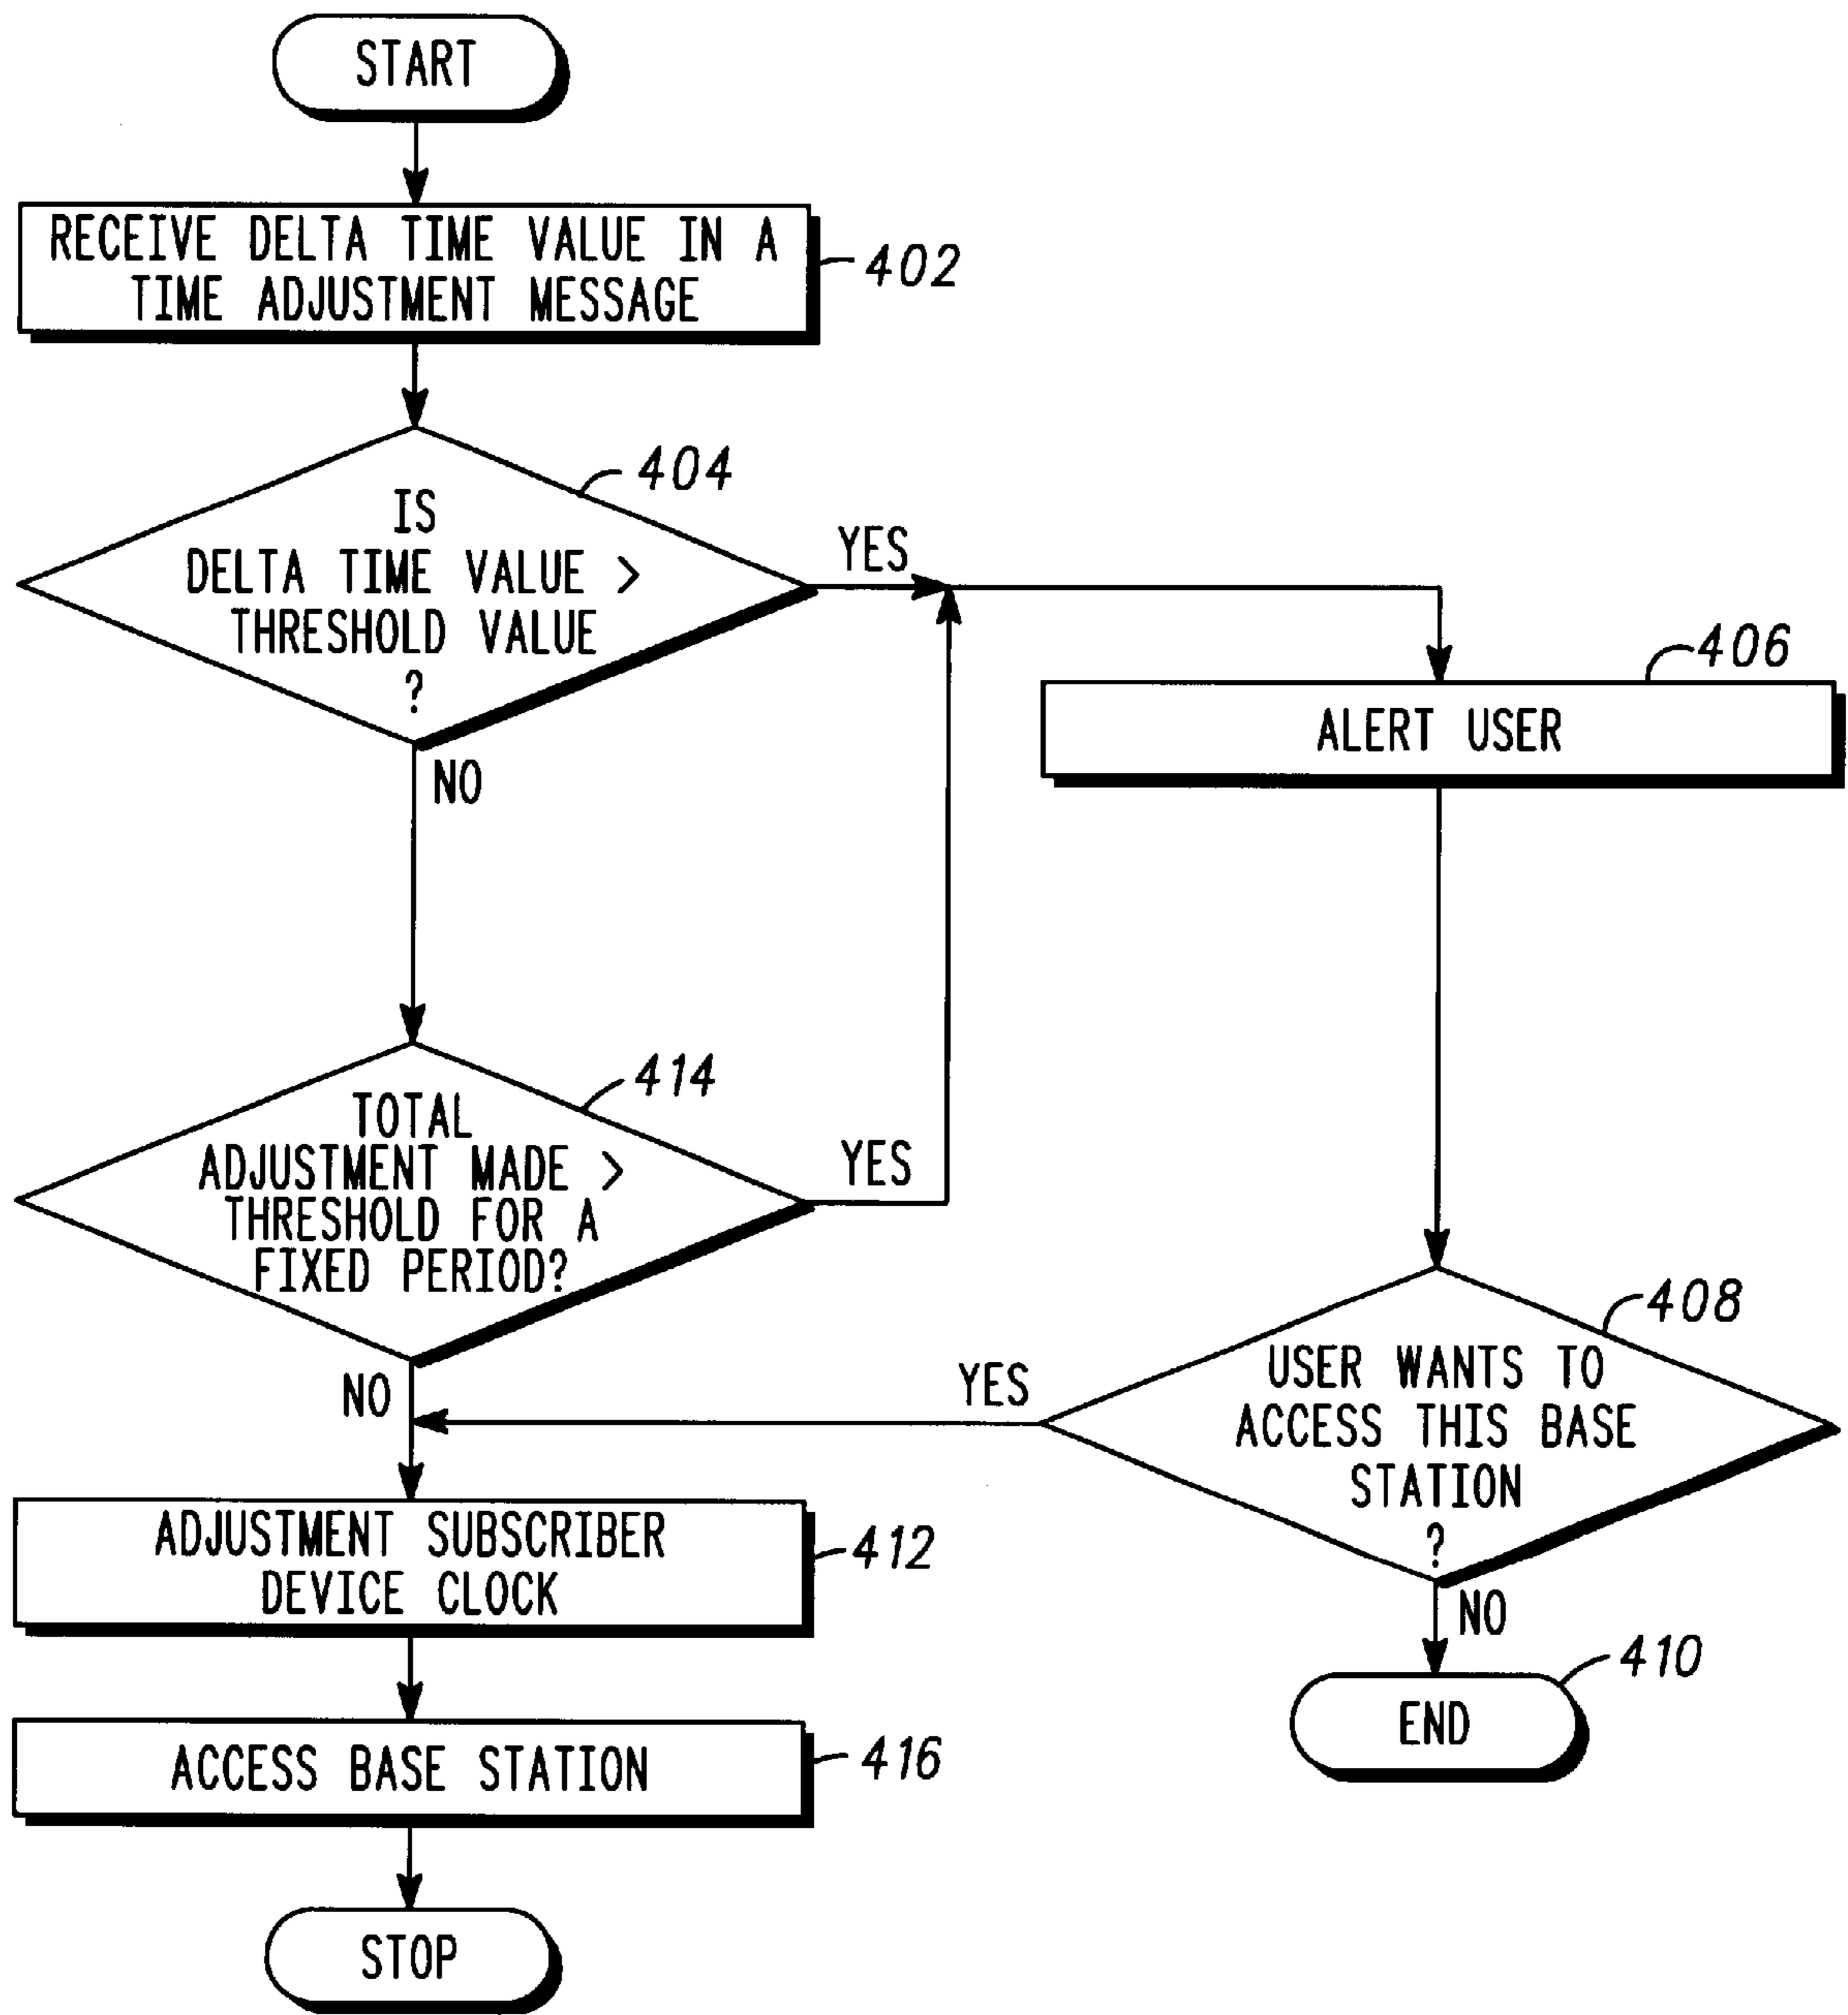 START
RECEIVE DELTA TIME VALUE IN A
TIME ADJUSTMENT MESSAGE
402
404
IS
DELTA TIME VALUE >
THRESHOLD VALUE
?
YES
NO
406
ALERT USER
414
TOTAL
ADJUSTMENT MADE >
THRESHOLD FOR A
FIXED PERIOD?
YES
NO
408
USER WANTS TO
ACCESS THIS BASE
STATION
?
YES
NO
410
END
ADJUSTMENT SUBSCRIBER
DEVICE CLOCK
412
ACCESS BASE STATION
416
STOP